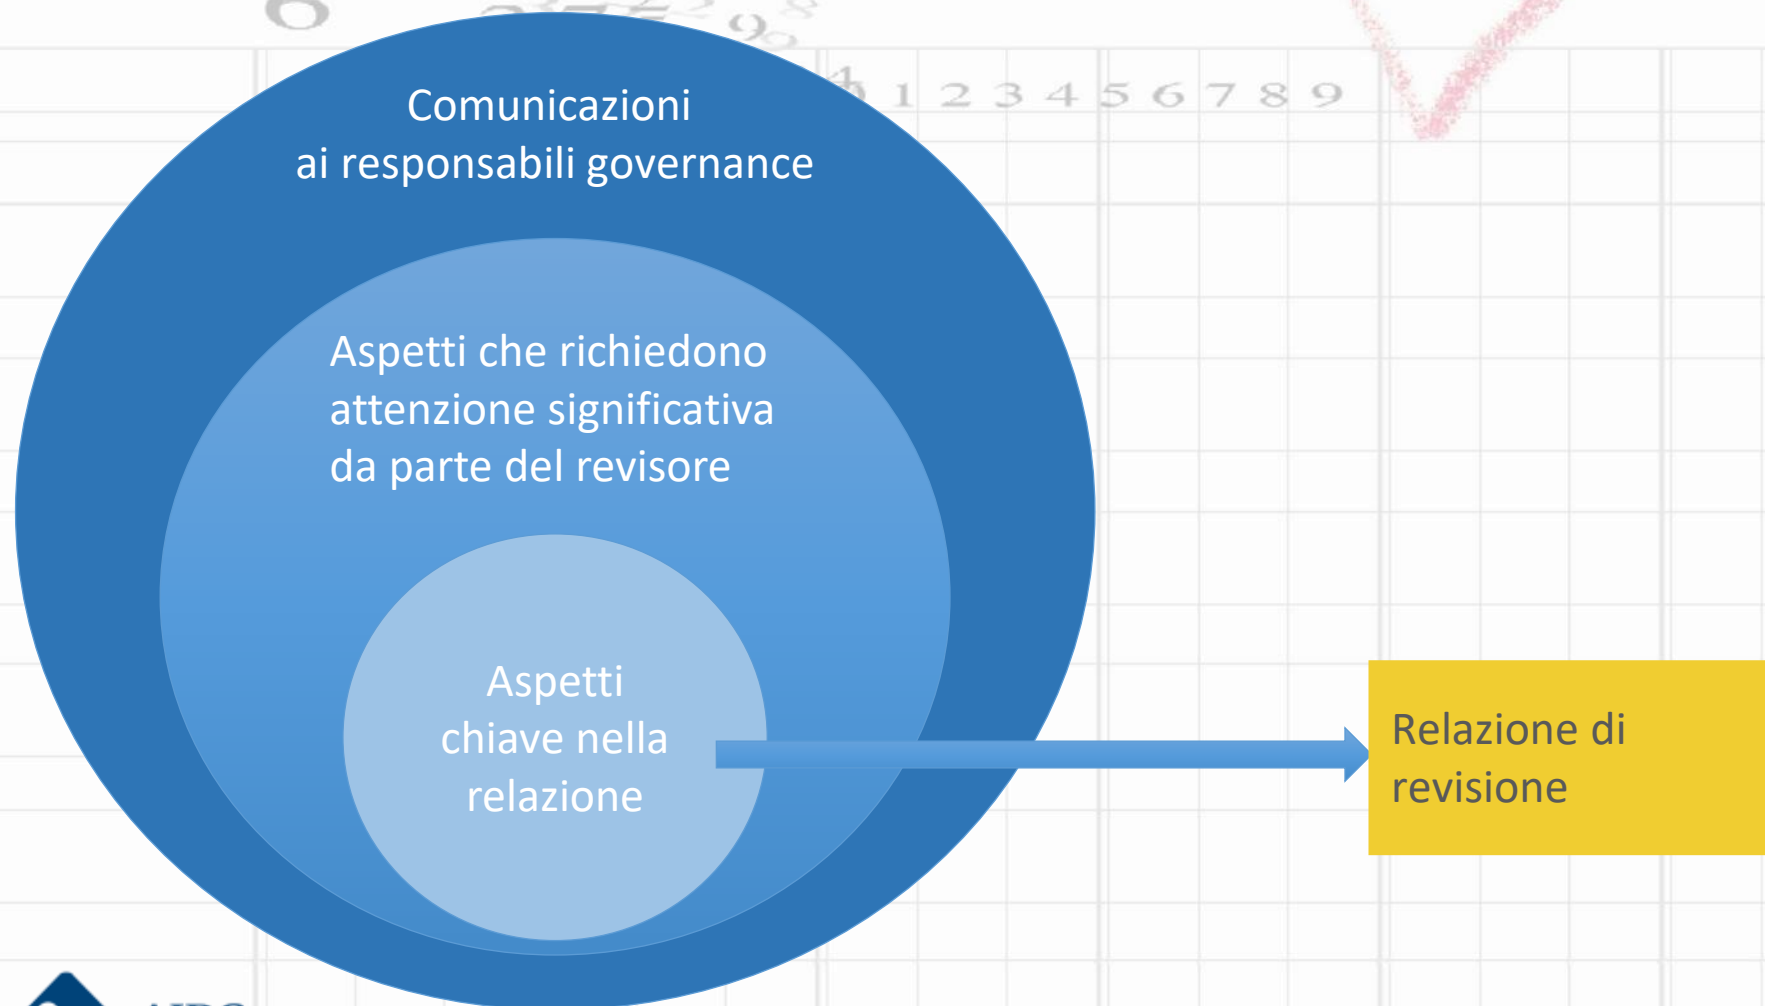 6
1 2 3 4 5 6 7 8 9
Comunicazioni
ai responsabili governance
Aspetti che richiedono
attenzione significativa
da parte del revisore
Aspetti
chiave nella
relazione
Relazione di
revisione